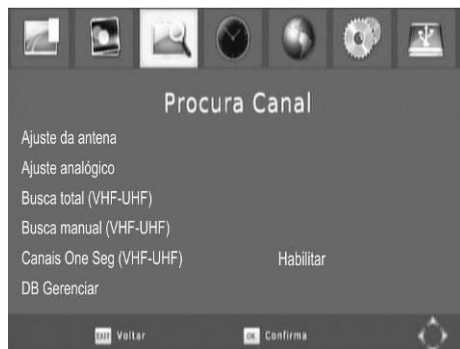 Procura Canal
Ajuste da antena
Ajuste analógico
Busca total (VHF-UHF)
Busca manual (VHF-UHF)
Canais One Seg (VHF-UHF) Habilitar
DB Gerenciar
EXIT Voltar OK Confirma